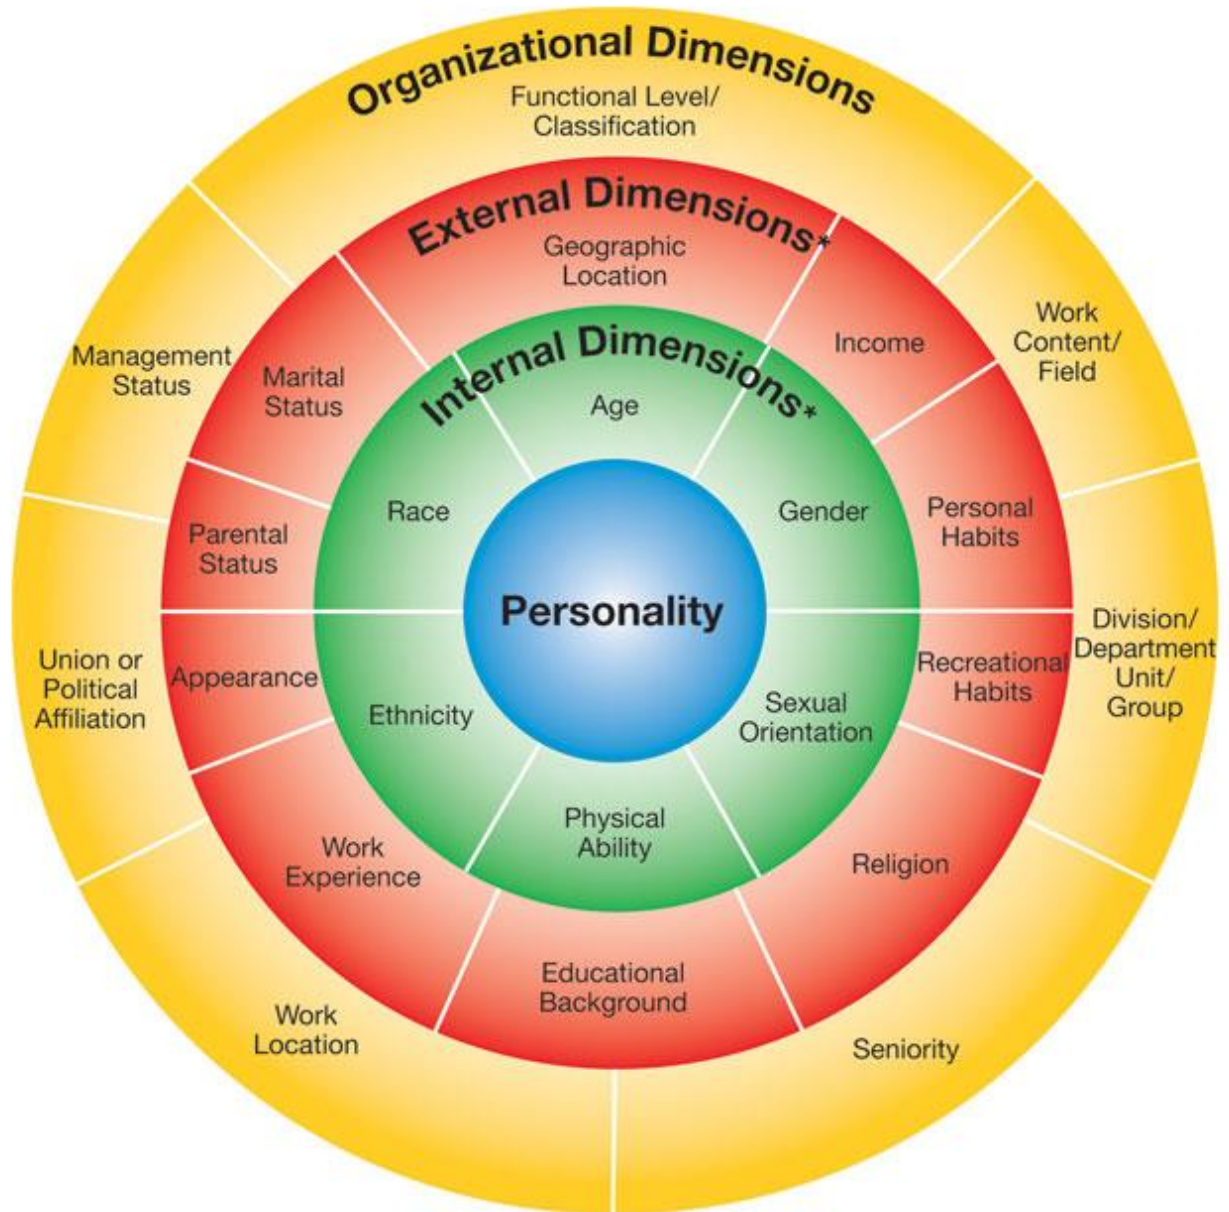 Organizational Dimensions
Functional Level/
Classification
External Dimensions*
Geographic
Location
Internal Dimensions*
Age
Income
Work
Content/
Field
Management
Status
Marital
Status
Race
Gender
Personal
Habits
Parental
Status
Personality
Division/
Department
Unit/
Group
Union or
Political
Affiliation
Appearance
Recreational
Habits
Ethnicity
Sexual
Orientation
Physical
Ability
Work
Experience
Religion
Educational
Background
Work
Location
Seniority